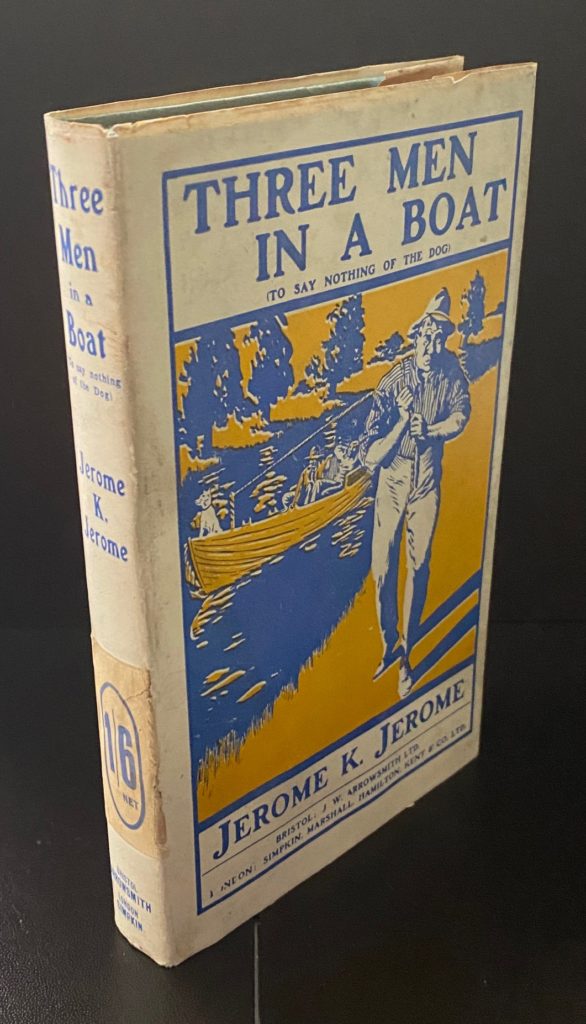 Three
Men
in a
Boat
(To say nothing
of the Dog)
Jerome
K.
Jerome
1/6
NET
BRISTOL
ARROWSMITH
LONDON
SIMPKIN
THREE MEN
IN A BOAT
(TO SAY NOTHING OF THE DOG)
JEROME K. JEROME
BRISTOL: J. W. ARROWSMITH LTD.
LONDON: SIMPKIN, MARSHALL, HAMILTON, KENT & CO. LTD.